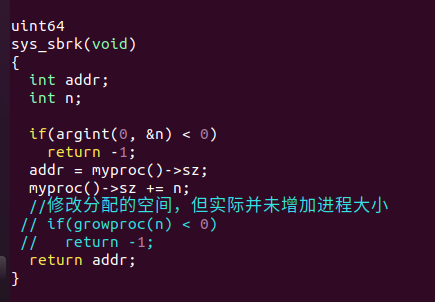 uint64
sys_sbrk(void)
{
  int addr;
  int n;

  if(argint(0, &n) < 0)
    return -1;
  addr = myproc()->sz;
  myproc()->sz += n;
  //修改分配的空间，但实际并未增加进程大小
 // if(growproc(n) < 0)
 //   return -1;
  return addr;
}